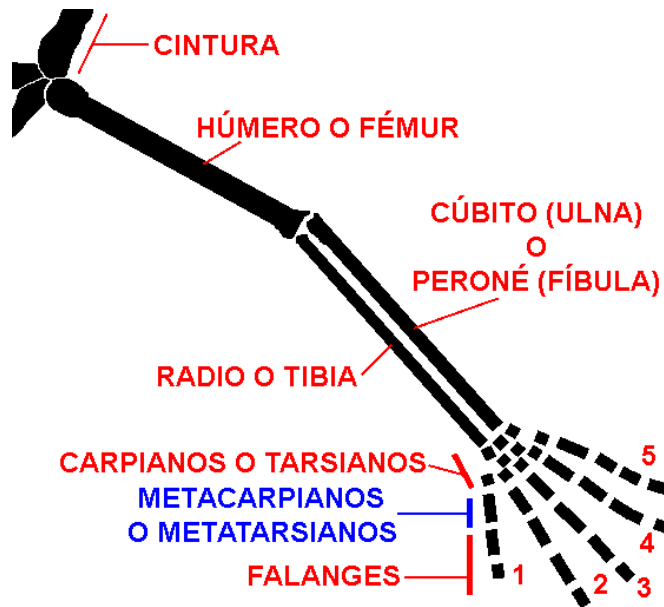 CINTURA
HÚMERO O FÉMUR
CÚBITO (ULNA)
O
PERONÉ (FÍBULA)
RADIO O TIBIA
CARPIANOS O TARSIANOS
METACARPIANOS
O METATARSIANOS
FALANGES
1
2
3
4
5